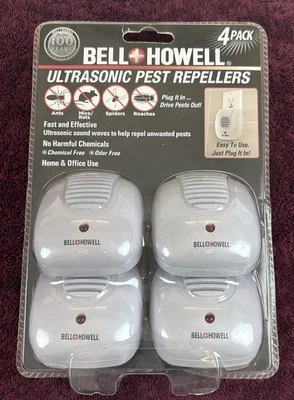 100
YEARS
4 PACK
BELL+HOWELL
ULTRASONIC PEST REPELLERS
Ants
Mice/
Rats
Spiders
Roaches
Plug It in ...
Drive Pests Out!
Fast and Effective
Ultrasonic sound waves to help repel unwanted pests
No Harmful Chemicals
• Chemical Free • Odor Free
Home & Office Use
Easy To Use.
Just Plug It In!
BELL+HOWELL
BELL+HOWELL
BELL+HOWELL
BELL+HOWELL